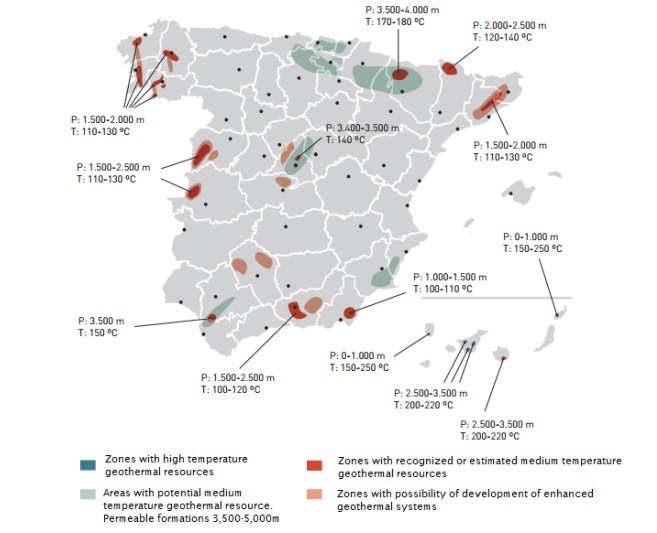 P: 3.500-4.000 m
T: 170-180 ºC
P: 2.000-2.500 m
T: 120-140 ºC
P: 1.500-2.000 m
T: 110-130 ºC
P: 3.400-3.500 m
T: 140 ºC
P: 1.500-2.000 m
T: 110-130 ºC
P: 1.500-2.500 m
T: 110-130 ºC
P: 0-1.000 m
T: 150-250 ºC
P: 1.000-1.500 m
T: 100-110 ºC
P: 3.500 m
T: 150 ºC
P: 0-1.000 m
T: 150-250 ºC
P: 1.500-2.500 m
T: 100-120 ºC
P: 2.500-3.500 m
T: 200-220 ºC
P: 2.500-3.500 m
T: 200-220 ºC
Zones with high temperature
geothermal resources
Areas with potential medium
temperature geothermal resource.
Permeable formations 3,500-5,000m
Zones with recognized or estimated medium temperature
geothermal resources
Zones with possibility of development of enhanced
geothermal systems